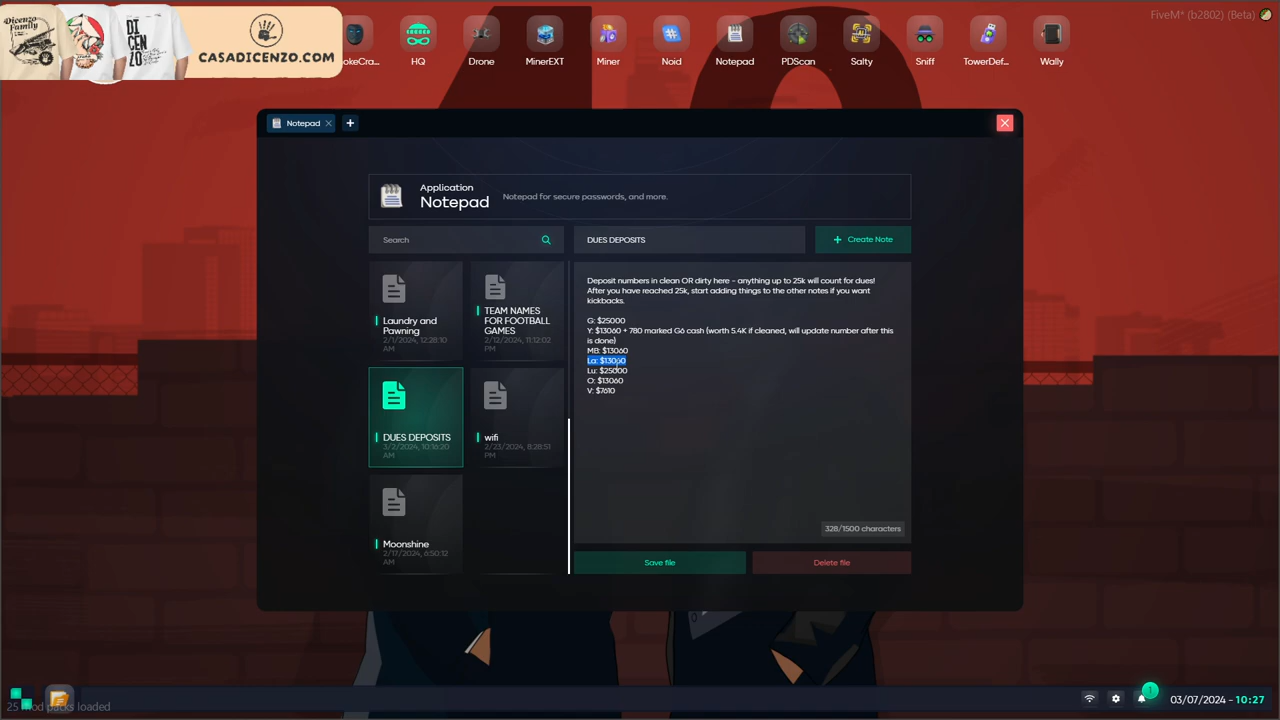 FiveM* (b2802) (Beta)
Dicenzo Family
DI CEN ZO
CASADICENZO.COM
HQ
Drone
MinerEXT
Miner
Noid
Notepad
PDScan
Salty
Sniff
TowerDef...
Wally
Notepad
Application
Notepad
Notepad for secure passwords, and more.
Search
DUES DEPOSITS
Create Note
Laundry and
Pawning
2/1/2024, 12:28:10
AM
TEAM NAMES
FOR FOOTBALL
GAMES
2/12/2024, 11:12:02
PM
DUES DEPOSITS
3/2/2024, 10:16:20
AM
wifi
2/23/2024, 8:28:51
PM
Moonshine
2/17/2024, 6:50:12
AM
Deposit numbers in clean OR dirty here - anything up to 25k will count for dues!
After you have reached 25k, start adding things to the other notes if you want
kickbacks.
G: $25000
Y: $13060 + 780 marked G6 cash (worth 5.4K if cleaned, will update number after this
is done)
MB: $13060
La: $13060
Lu: $25000
O: $13060
V: $7610
328/1500 characters
Save file
Delete file
25 mod packs loaded
1
03/07/2024 - 10:27